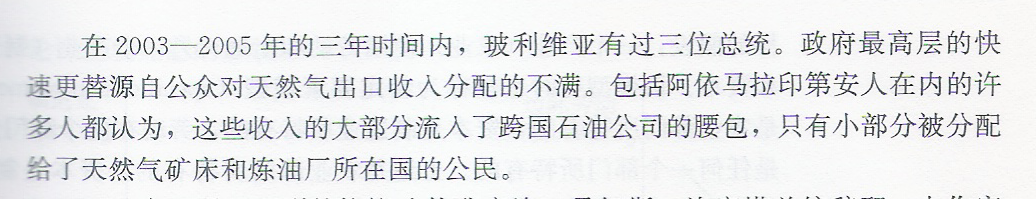 在 2003—2005 年的三年时间内，玻利维亚有过三位总统。政府最高层的快
速更替源自公众对天然气出口收入分配的不满。包括阿依马拉印第安人在内的许
多人都认为，这些收入的大部分流入了跨国石油公司的腰包，只有小部分被分配
给了天然气矿床和炼油厂所在国的公民。